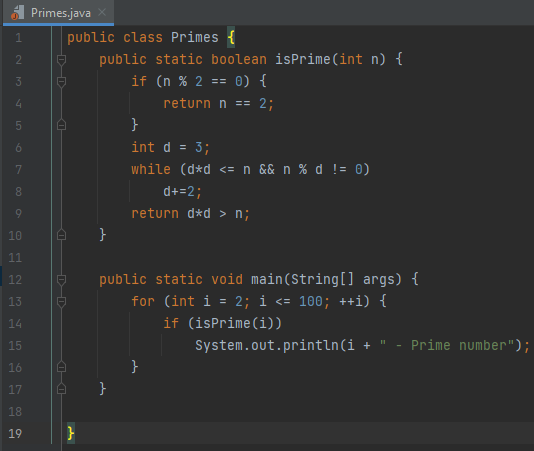 Primes.java
1 public class Primes {
2 public static boolean isPrime(int n) {
3 if (n % 2 == 0) {
4 return n == 2;
5 }
6 int d = 3;
7 while (d*d <= n && n % d != 0)
8 d+=2;
9 return d*d > n;
10 }
11
12 public static void main(String[] args) {
13 for (int i = 2; i <= 100; ++i) {
14 if (isPrime(i))
15 System.out.println(i + " - Prime number");
16 }
17 }
18
19 }